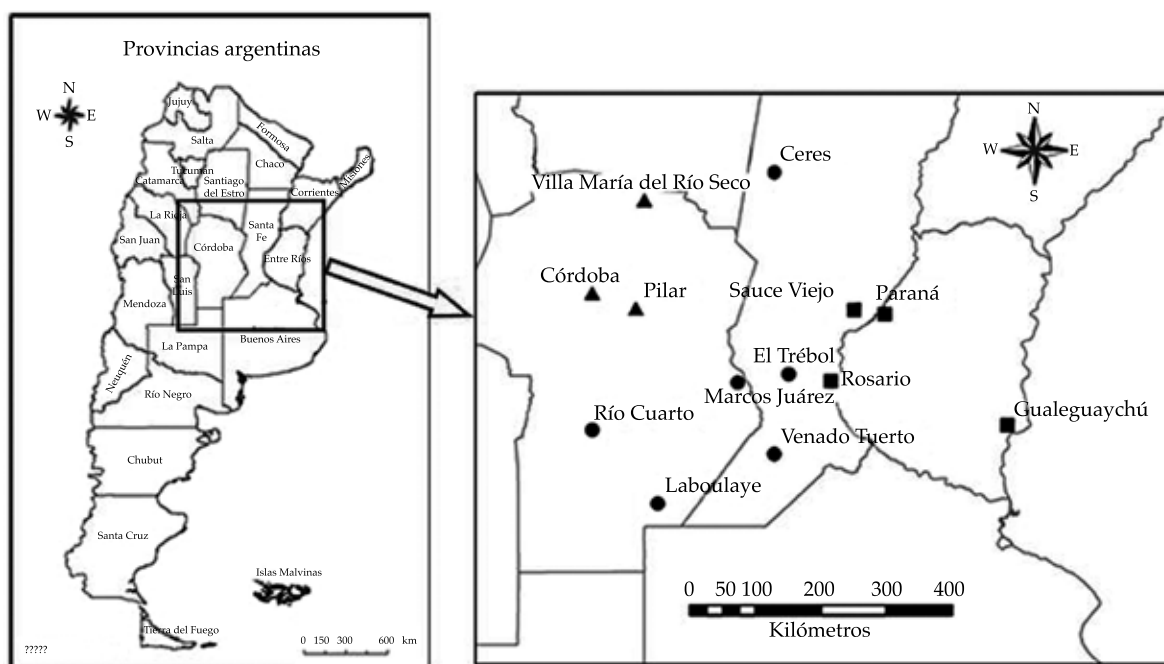 Provincias argentinas
N
W E
S
Jujuy
Salta
Formosa
Tucumán
Chaco
Misiones
Catamarca
Santiago
del Estro
Corrientes
La Rioja
Santa
Fe
San Juan
Córdoba
Entre Ríos
San
Luis
Mendoza
Buenos Aires
La Pampa
Neuquén
Río Negro
Chubut
Santa Cruz
Islas Malvinas
Tierra del Fuego
?????
0 150 300 600 km
N
W E
S
Ceres
Villa María del Río Seco
Córdoba
Pilar
Sauce Viejo
Paraná
El Trébol
Rosario
Marcos Juárez
Gualeguaychú
Río Cuarto
Venado Tuerto
Laboulaye
0 50 100 200 300 400
Kilómetros